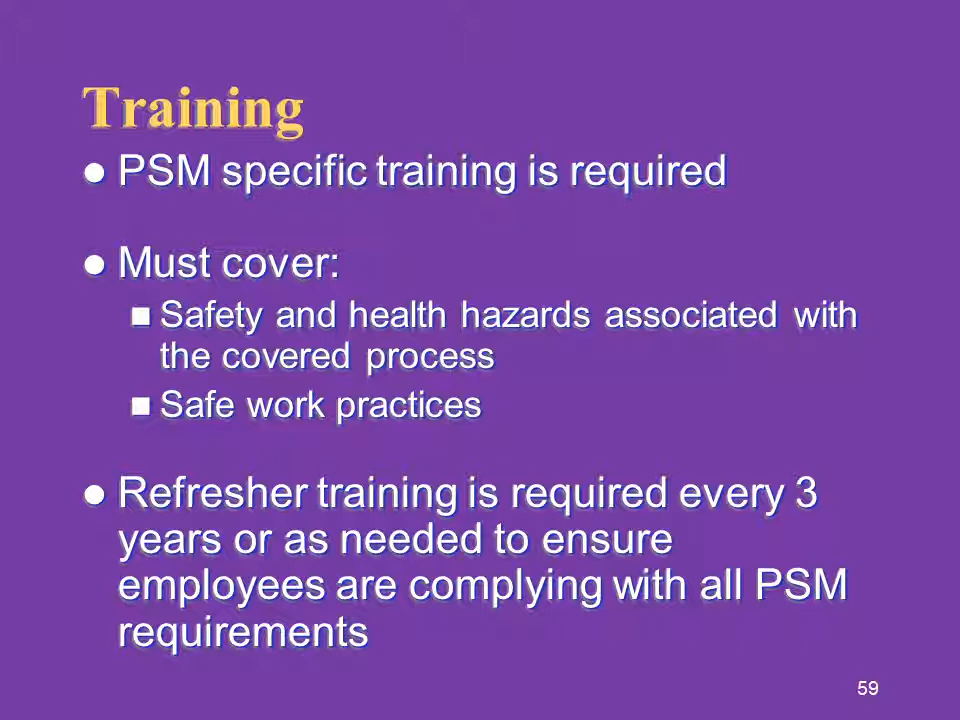 Training
● PSM specific training is required
● Must cover:
■ Safety and health hazards associated with
the covered process
■ Safe work practices
● Refresher training is required every 3
years or as needed to ensure
employees are complying with all PSM
requirements
59